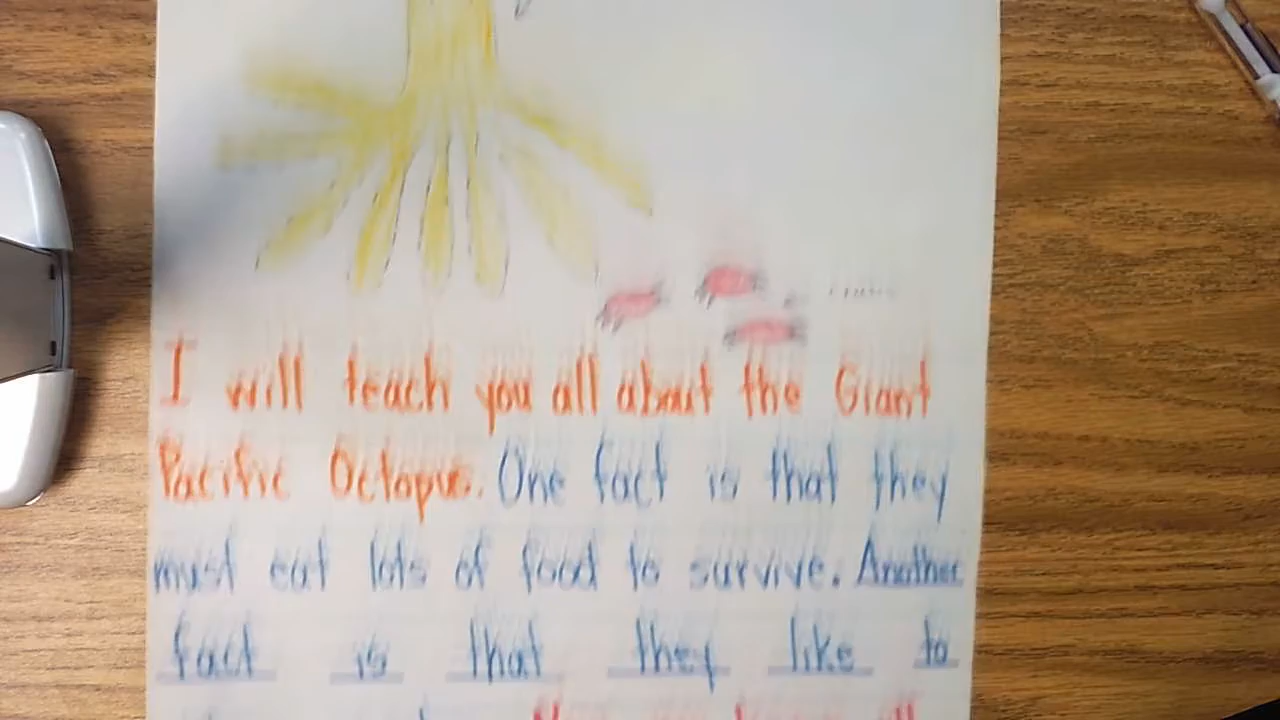 I will teach you all about the Giant
Pacific Octopus. One fact is that they
must eat lots of food to survive. Another
fact is that they like to